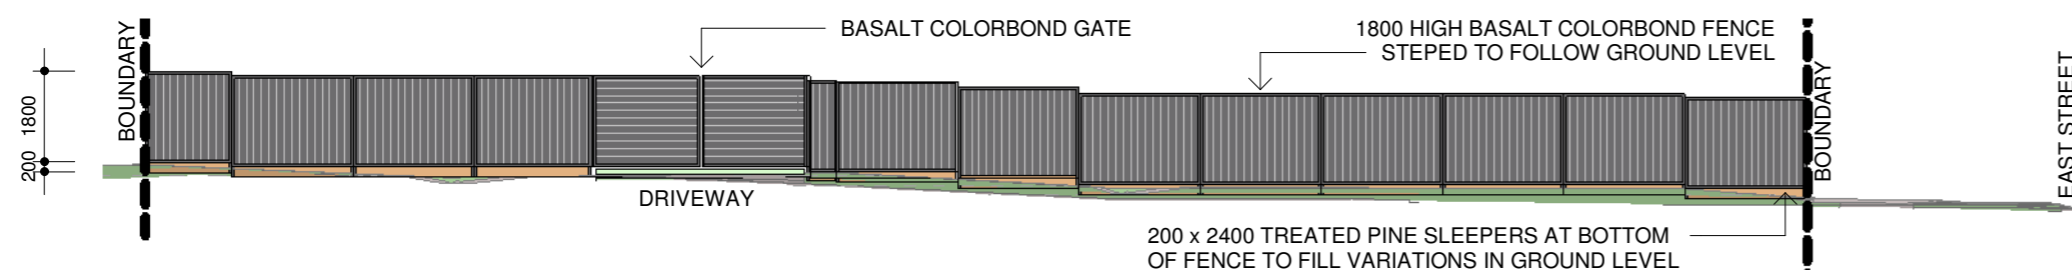 BOUNDARY
BASALT COLORBOND GATE
1800 HIGH BASALT COLORBOND FENCE
STEPED TO FOLLOW GROUND LEVEL
1800
200
DRIVEWAY
BOUNDARY
EAST STREET
200 x 2400 TREATED PINE SLEEPERS AT BOTTOM
OF FENCE TO FILL VARIATIONS IN GROUND LEVEL